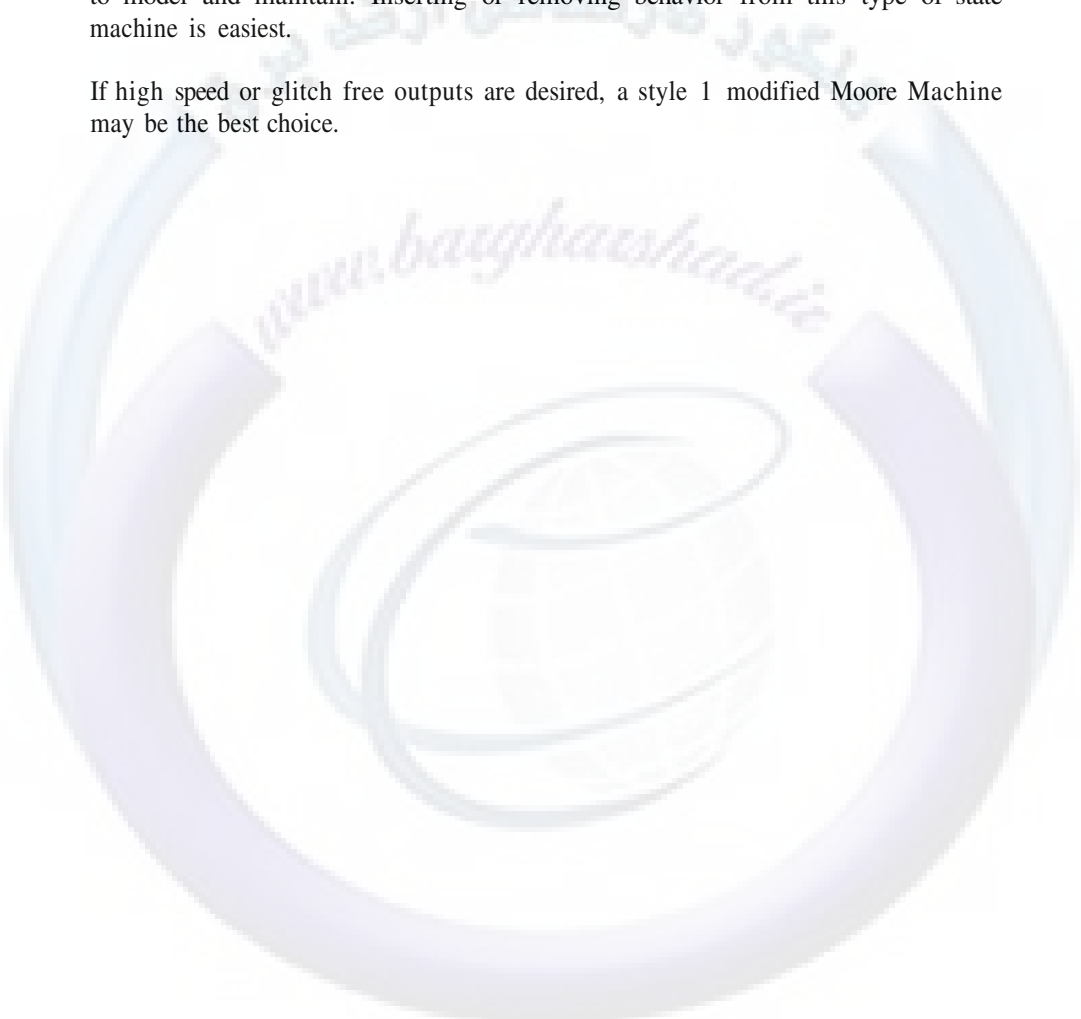 to model and maintain. Inserting or removing behavior from this type of state
machine is easiest.
If high speed or glitch free outputs are desired, a style 1 modified Moore Machine
may be the best choice.